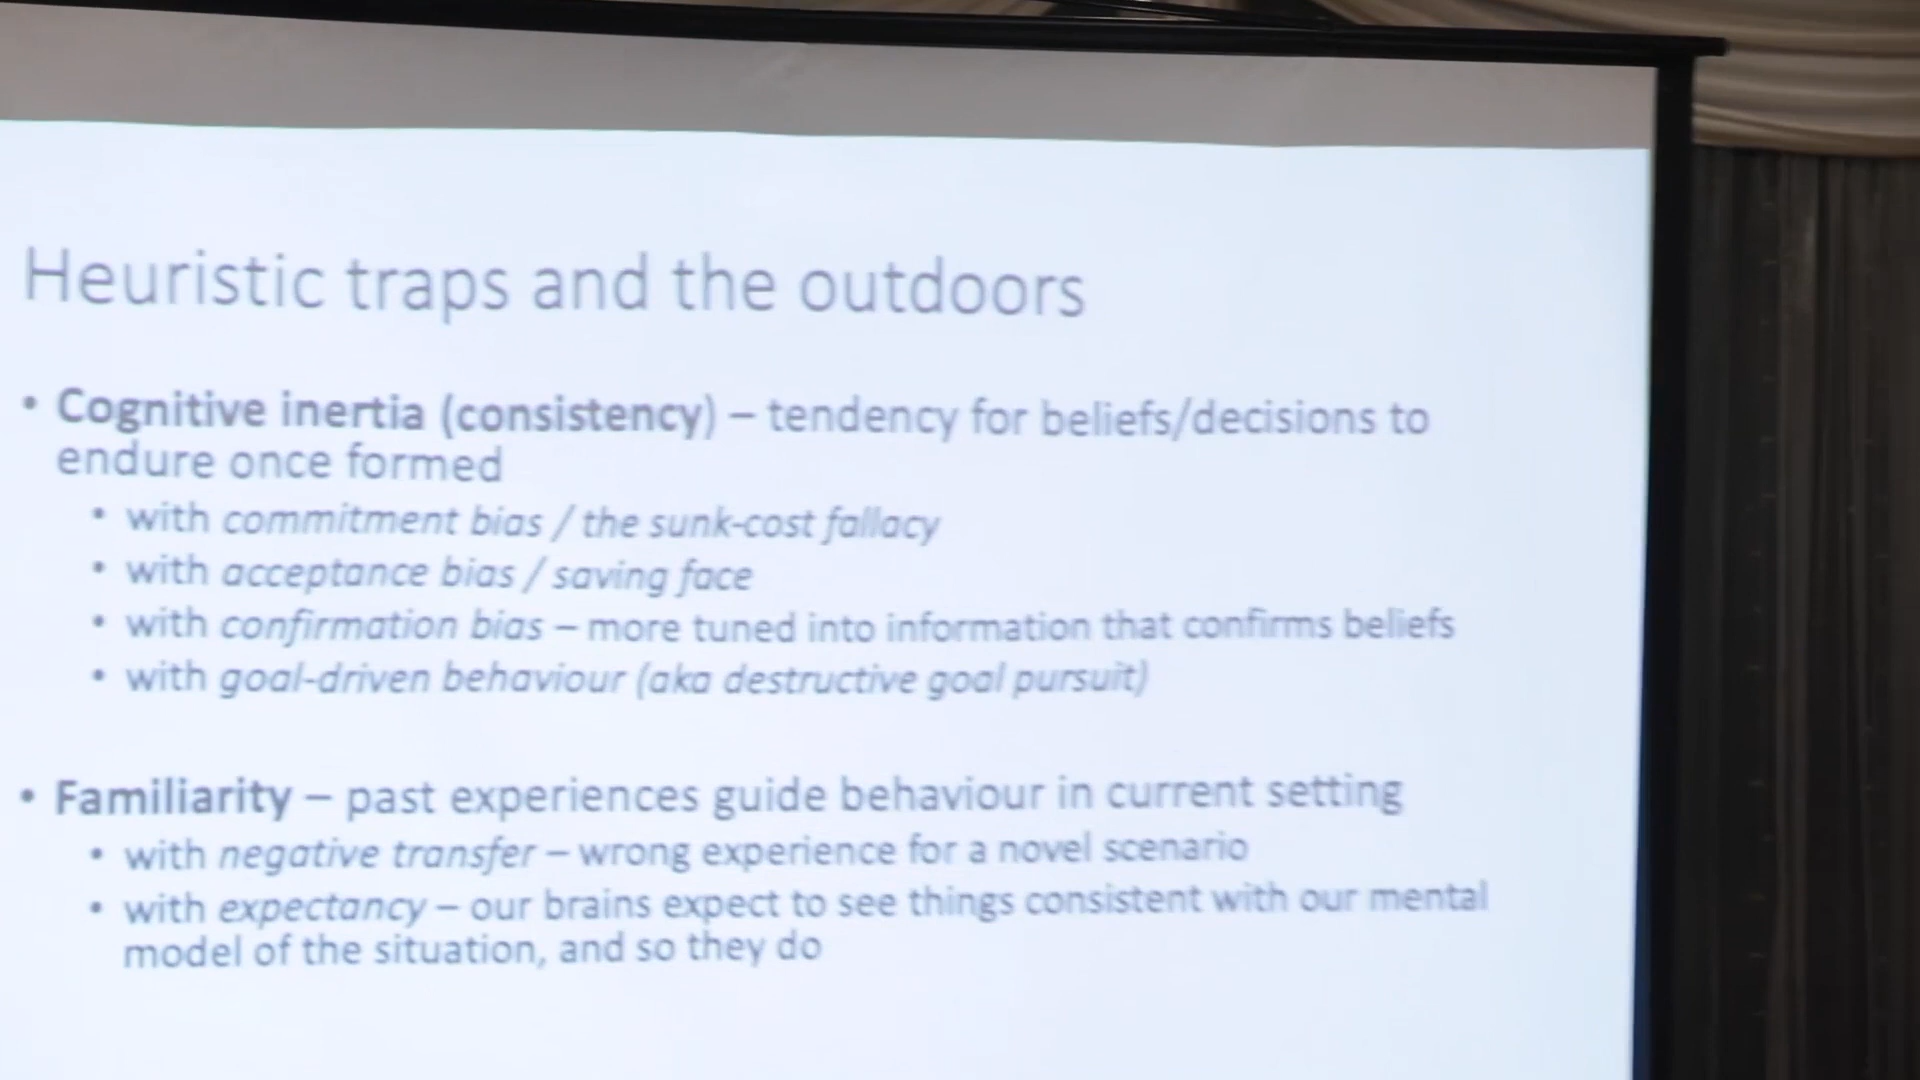 Heuristic traps and the outdoors
• Cognitive inertia (consistency) – tendency for beliefs/decisions to
endure once formed
• with commitment bias / the sunk-cost fallacy
• with acceptance bias / saving face
• with confirmation bias – more tuned into information that confirms beliefs
• with goal-driven behaviour (aka destructive goal pursuit)
• Familiarity – past experiences guide behaviour in current setting
• with negative transfer – wrong experience for a novel scenario
• with expectancy – our brains expect to see things consistent with our mental
model of the situation, and so they do